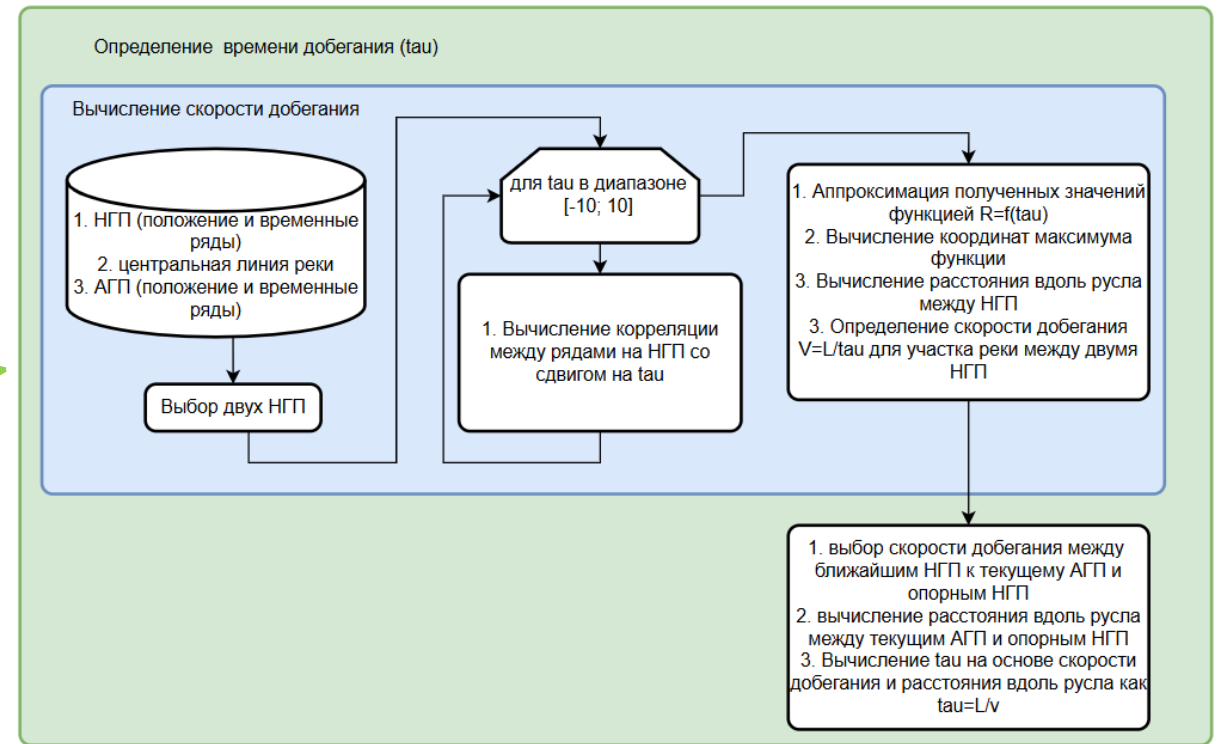 Определение времени добегания (tau)
Вычисление скорости добегания
1. НГП (положение и временные
ряды)
2. центральная линия реки
3. АГП (положение и временные
ряды)
Выбор двух НГП
для tau в диапазоне
[-10; 10]
1. Вычисление корреляции
между рядами на НГП со
сдвигом на tau
1. Аппроксимация полученных значений
функцией R=f(tau)
2. Вычисление координат максимума
функции
3. Вычисление расстояния вдоль русла
между НГП
3. Определение скорости добегания
V=L/tau для участка реки между двумя
НГП
1. выбор скорости добегания между
ближайшим НГП к текущему АГП и
опорным НГП
2. вычисление расстояния вдоль русла
между текущим АГП и опорным НГП
3. Вычисление tau на основе скорости
добегания и расстояния вдоль русла как
tau=L/v